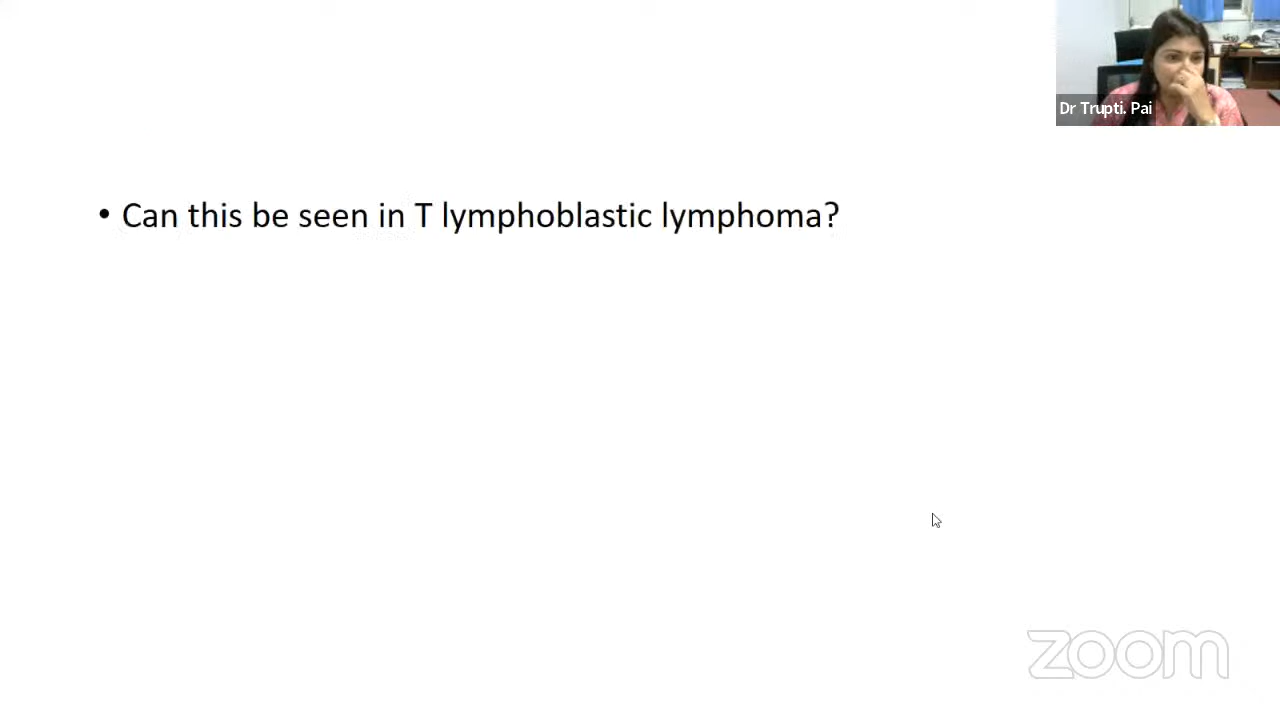 Dr Trupti. Pai
• Can this be seen in T lymphoblastic lymphoma?
zoom